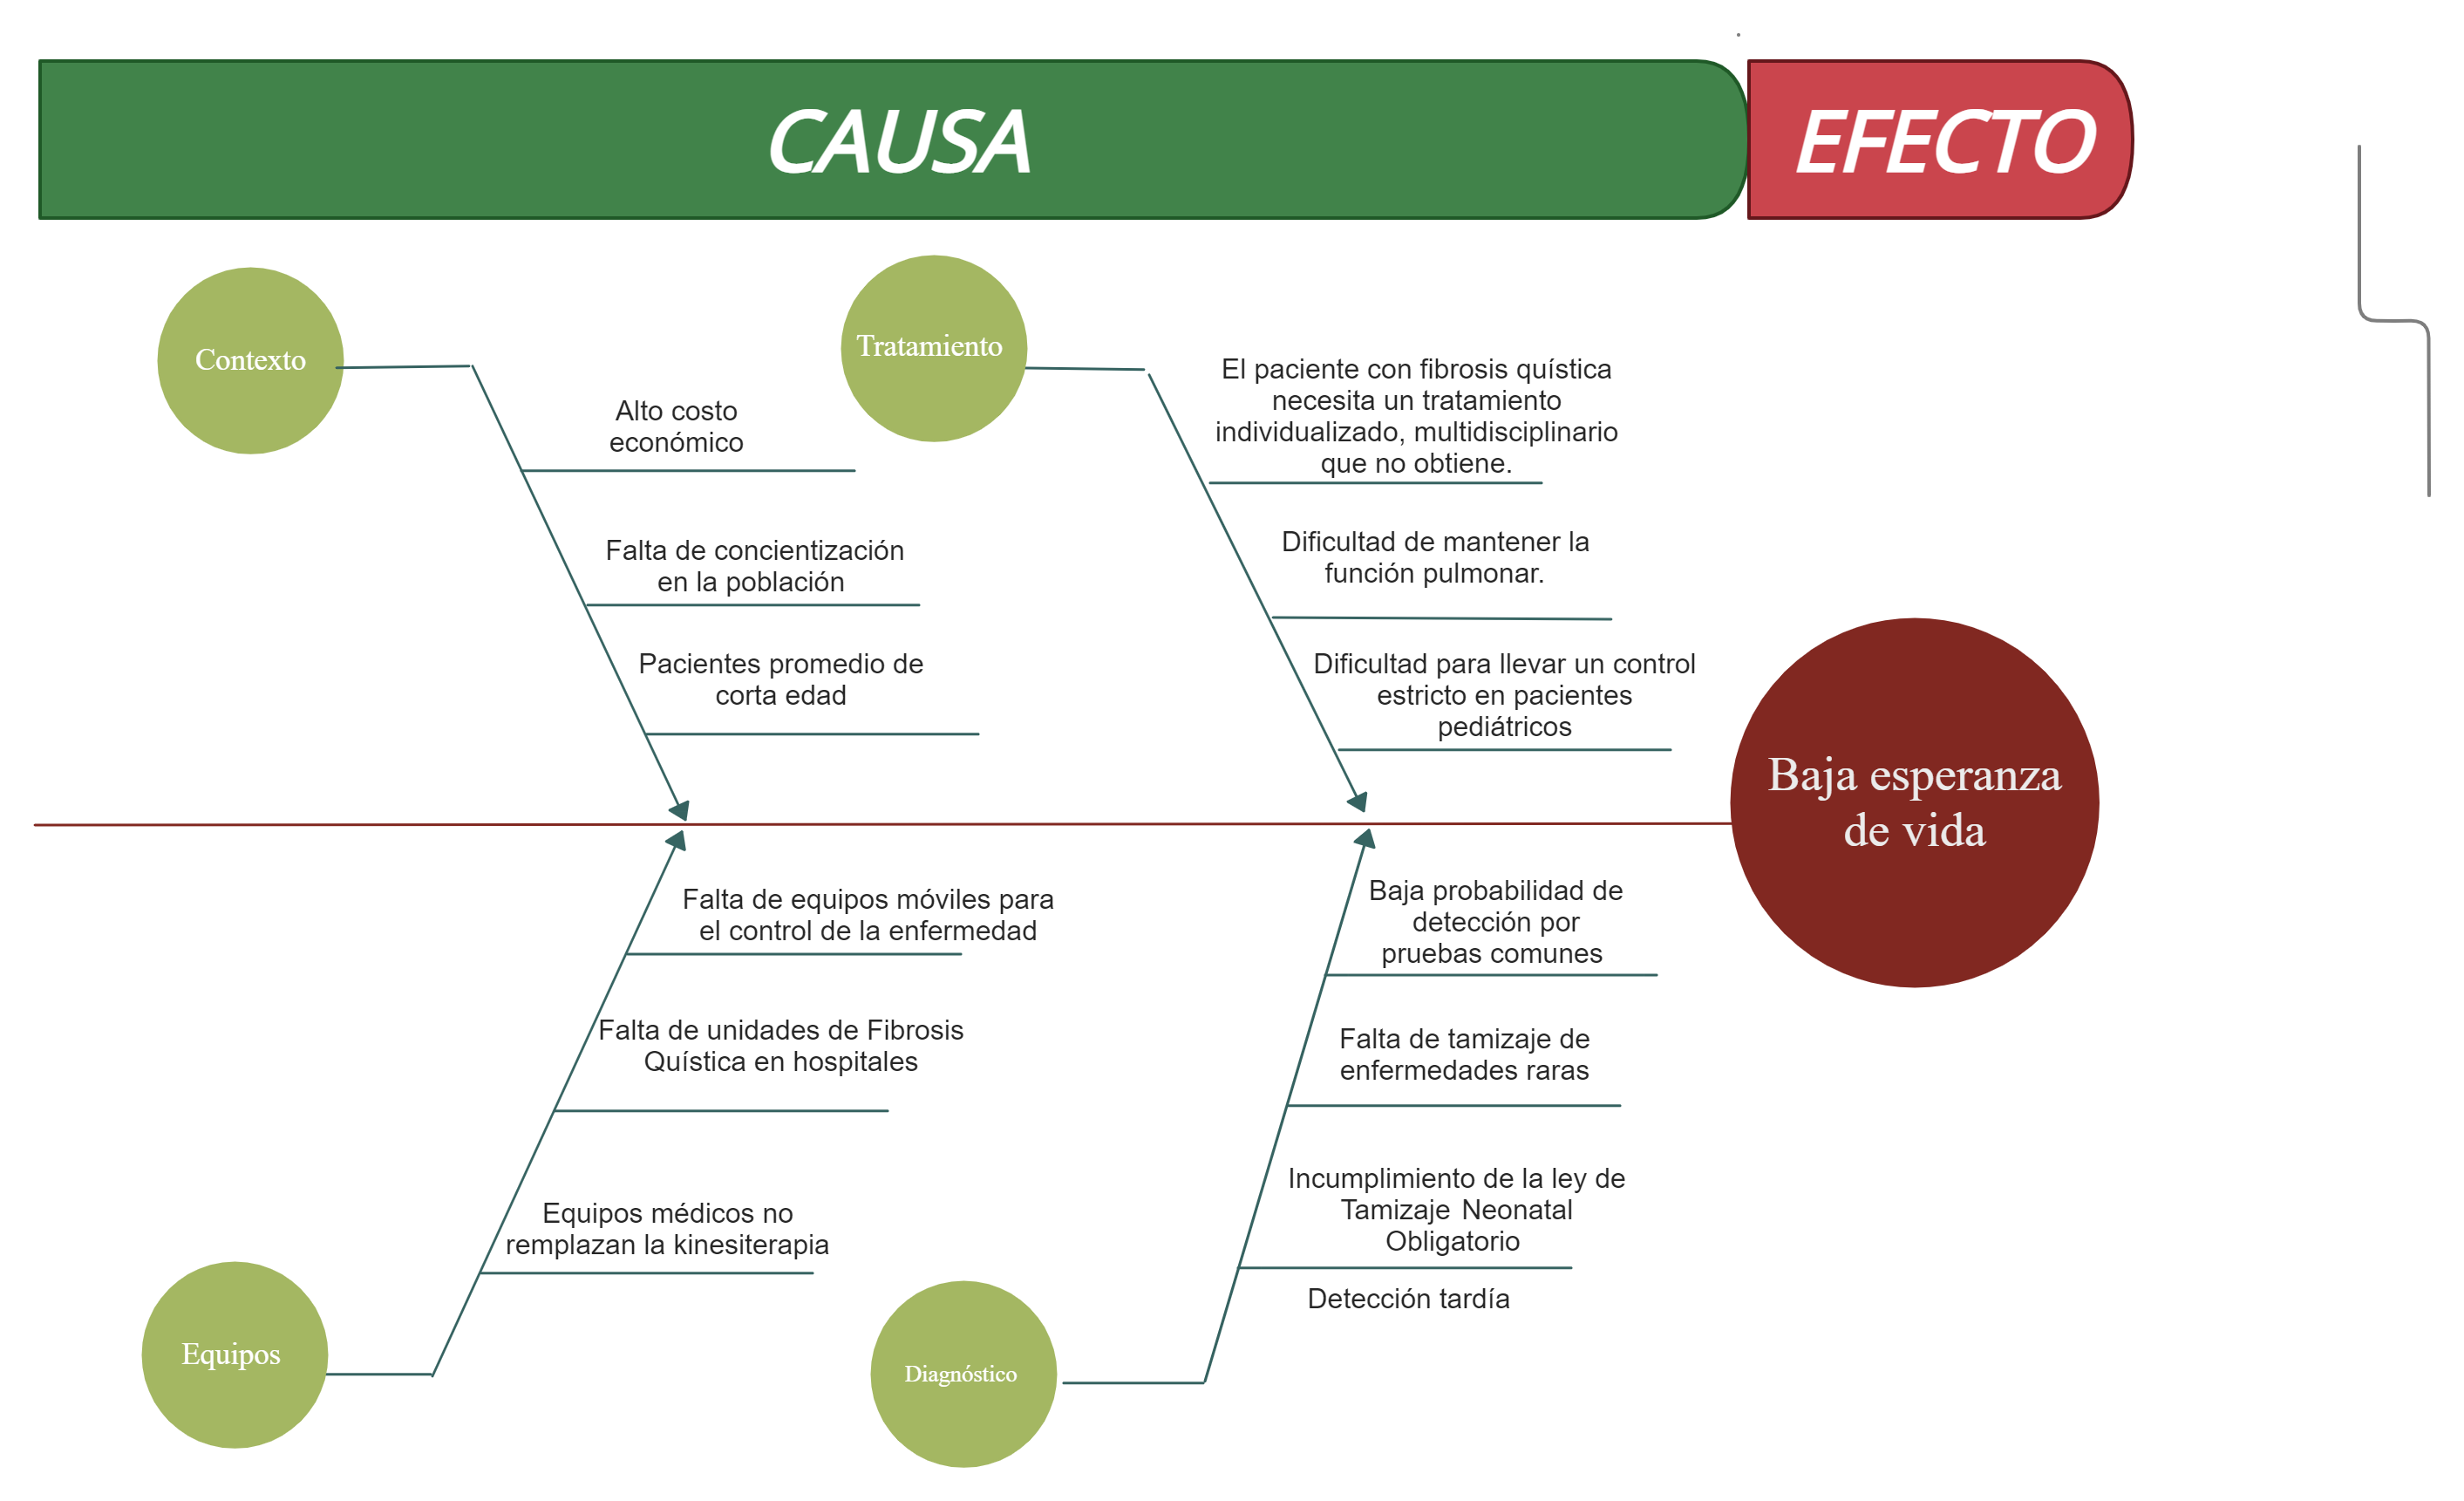 CAUSA
EFECTO
Contexto
Alto costo
económico
Falta de concientización
en la población
Pacientes promedio de
corta edad
Tratamiento
El paciente con fibrosis quística
necesita un tratamiento
individualizado, multidisciplinario
que no obtiene.
Dificultad de mantener la
función pulmonar.
Dificultad para llevar un control
estricto en pacientes
pediátricos
Baja esperanza
de vida
Falta de equipos móviles para
el control de la enfermedad
Falta de unidades de Fibrosis
Quística en hospitales
Equipos médicos no
remplazan la kinesiterapia
Equipos
Baja probabilidad de
detección por
pruebas comunes
Falta de tamizaje de
enfermedades raras
Incumplimiento de la ley de
Tamizaje Neonatal
Obligatorio
Detección tardía
Diagnóstico